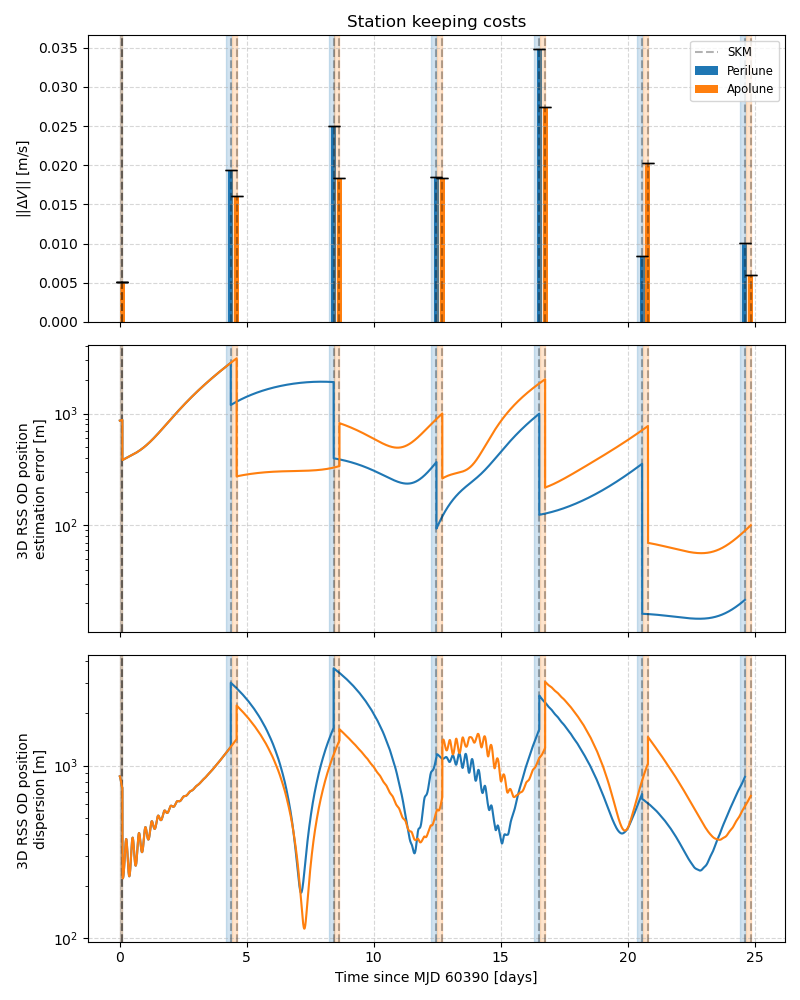 Station keeping costs
||ΔV|| [m/s]
0.035
0.030
0.025
0.020
0.015
0.010
0.005
0.000
SKM
Perilune
Apolune
3D RSS OD position
estimation error [m]
10³
10²
3D RSS OD position
dispersion [m]
10³
10²
0 5 10 15 20 25
Time since MJD 60390 [days]